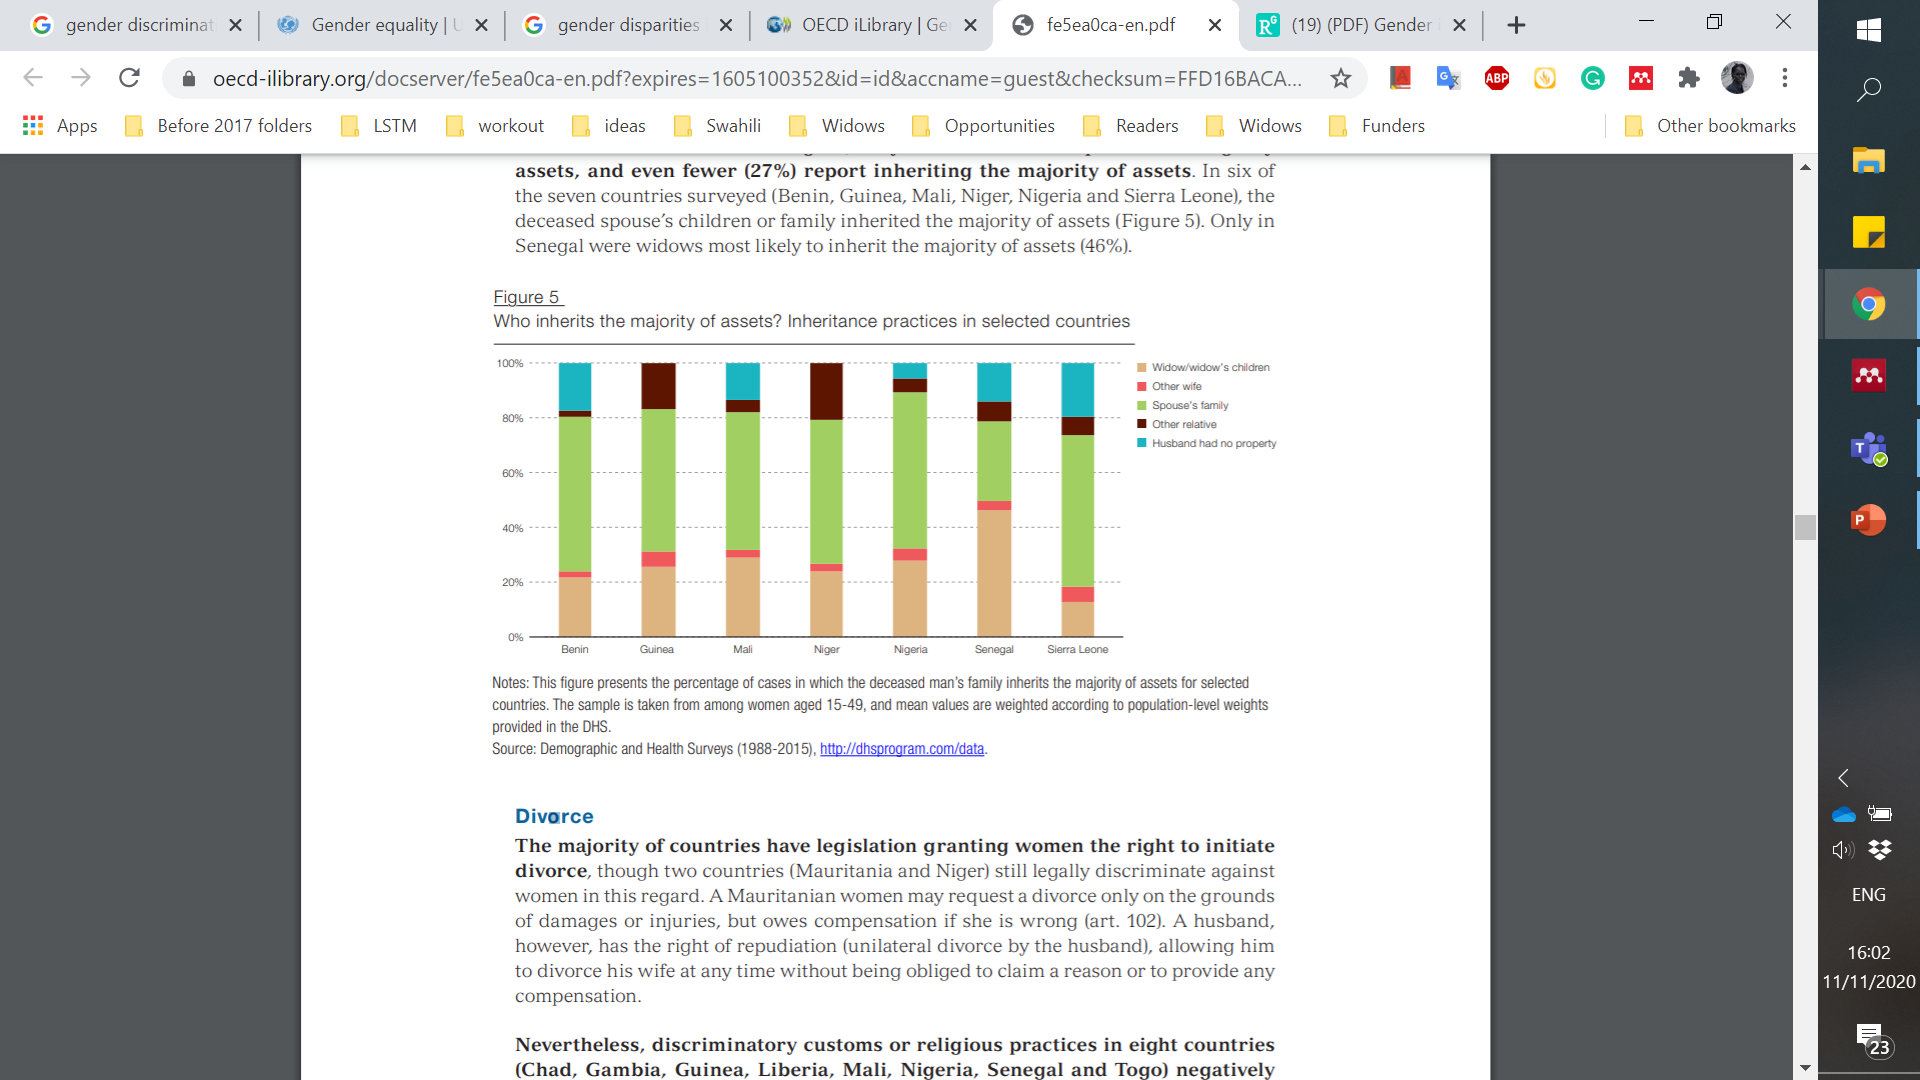 gender discriminat
Gender equality | U
gender disparities
OECD iLibrary | Ge
fe5ea0ca-en.pdf
(19) (PDF) Gender
oecd-ilibrary.org/docserver/fe5ea0ca-en.pdf?expires=1605100352&id=id&accname=guest&checksum=FFD16BACA...
ABP
Apps
Before 2017 folders
LSTM
workout
ideas
Swahili
Widows
Opportunities
Readers
Widows
Funders
Other bookmarks
assets, and even fewer (27%) report inheriting the majority of assets. In six of
the seven countries surveyed (Benin, Guinea, Mali, Niger, Nigeria and Sierra Leone), the
deceased spouse's children or family inherited the majority of assets (Figure 5). Only in
Senegal were widows most likely to inherit the majority of assets (46%).
Figure 5
Who inherits the majority of assets? Inheritance practices in selected countries
100%
80%
60%
40%
20%
0%
Benin
Guinea
Mali
Niger
Nigeria
Senegal
Sierra Leone
Widow/widow's children
Other wife
Spouse's family
Other relative
Husband had no property
Notes: This figure presents the percentage of cases in which the deceased man's family inherits the majority of assets for selected
countries. The sample is taken from among women aged 15-49, and mean values are weighted according to population-level weights
provided in the DHS.
Source: Demographic and Health Surveys (1988-2015), http://dhsprogram.com/data.
Divorce
The majority of countries have legislation granting women the right to initiate
divorce, though two countries (Mauritania and Niger) still legally discriminate against
women in this regard. A Mauritanian women may request a divorce only on the grounds
of damages or injuries, but owes compensation if she is wrong (art. 102). A husband,
however, has the right of repudiation (unilateral divorce by the husband), allowing him
to divorce his wife at any time without being obliged to claim a reason or to provide any
compensation.
Nevertheless, discriminatory customs or religious practices in eight countries
(Chad, Gambia, Guinea, Liberia, Mali, Nigeria, Senegal and Togo) negatively
ENG
16:02
11/11/2020
23